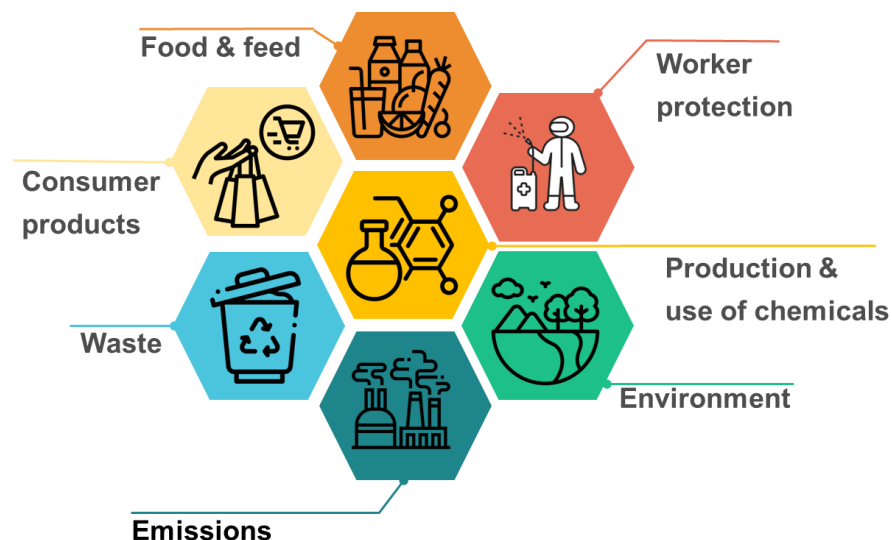 Food & feed
Worker
protection
Consumer
products
Production &
use of chemicals
Waste
Environment
Emissions